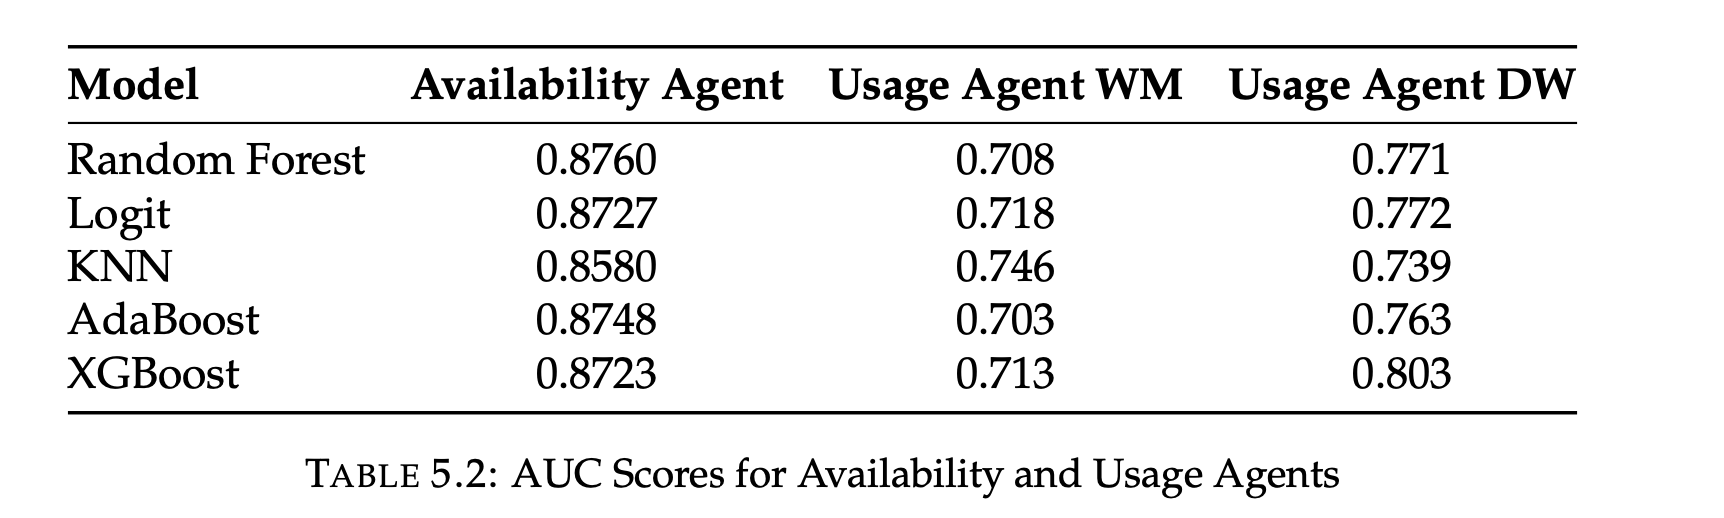 Model Availability Agent Usage Agent WM Usage Agent DW
Random Forest 0.8760 0.708 0.771
Logit 0.8727 0.718 0.772
KNN 0.8580 0.746 0.739
AdaBoost 0.8748 0.703 0.763
XGBoost 0.8723 0.713 0.803
TABLE 5.2: AUC Scores for Availability and Usage Agents